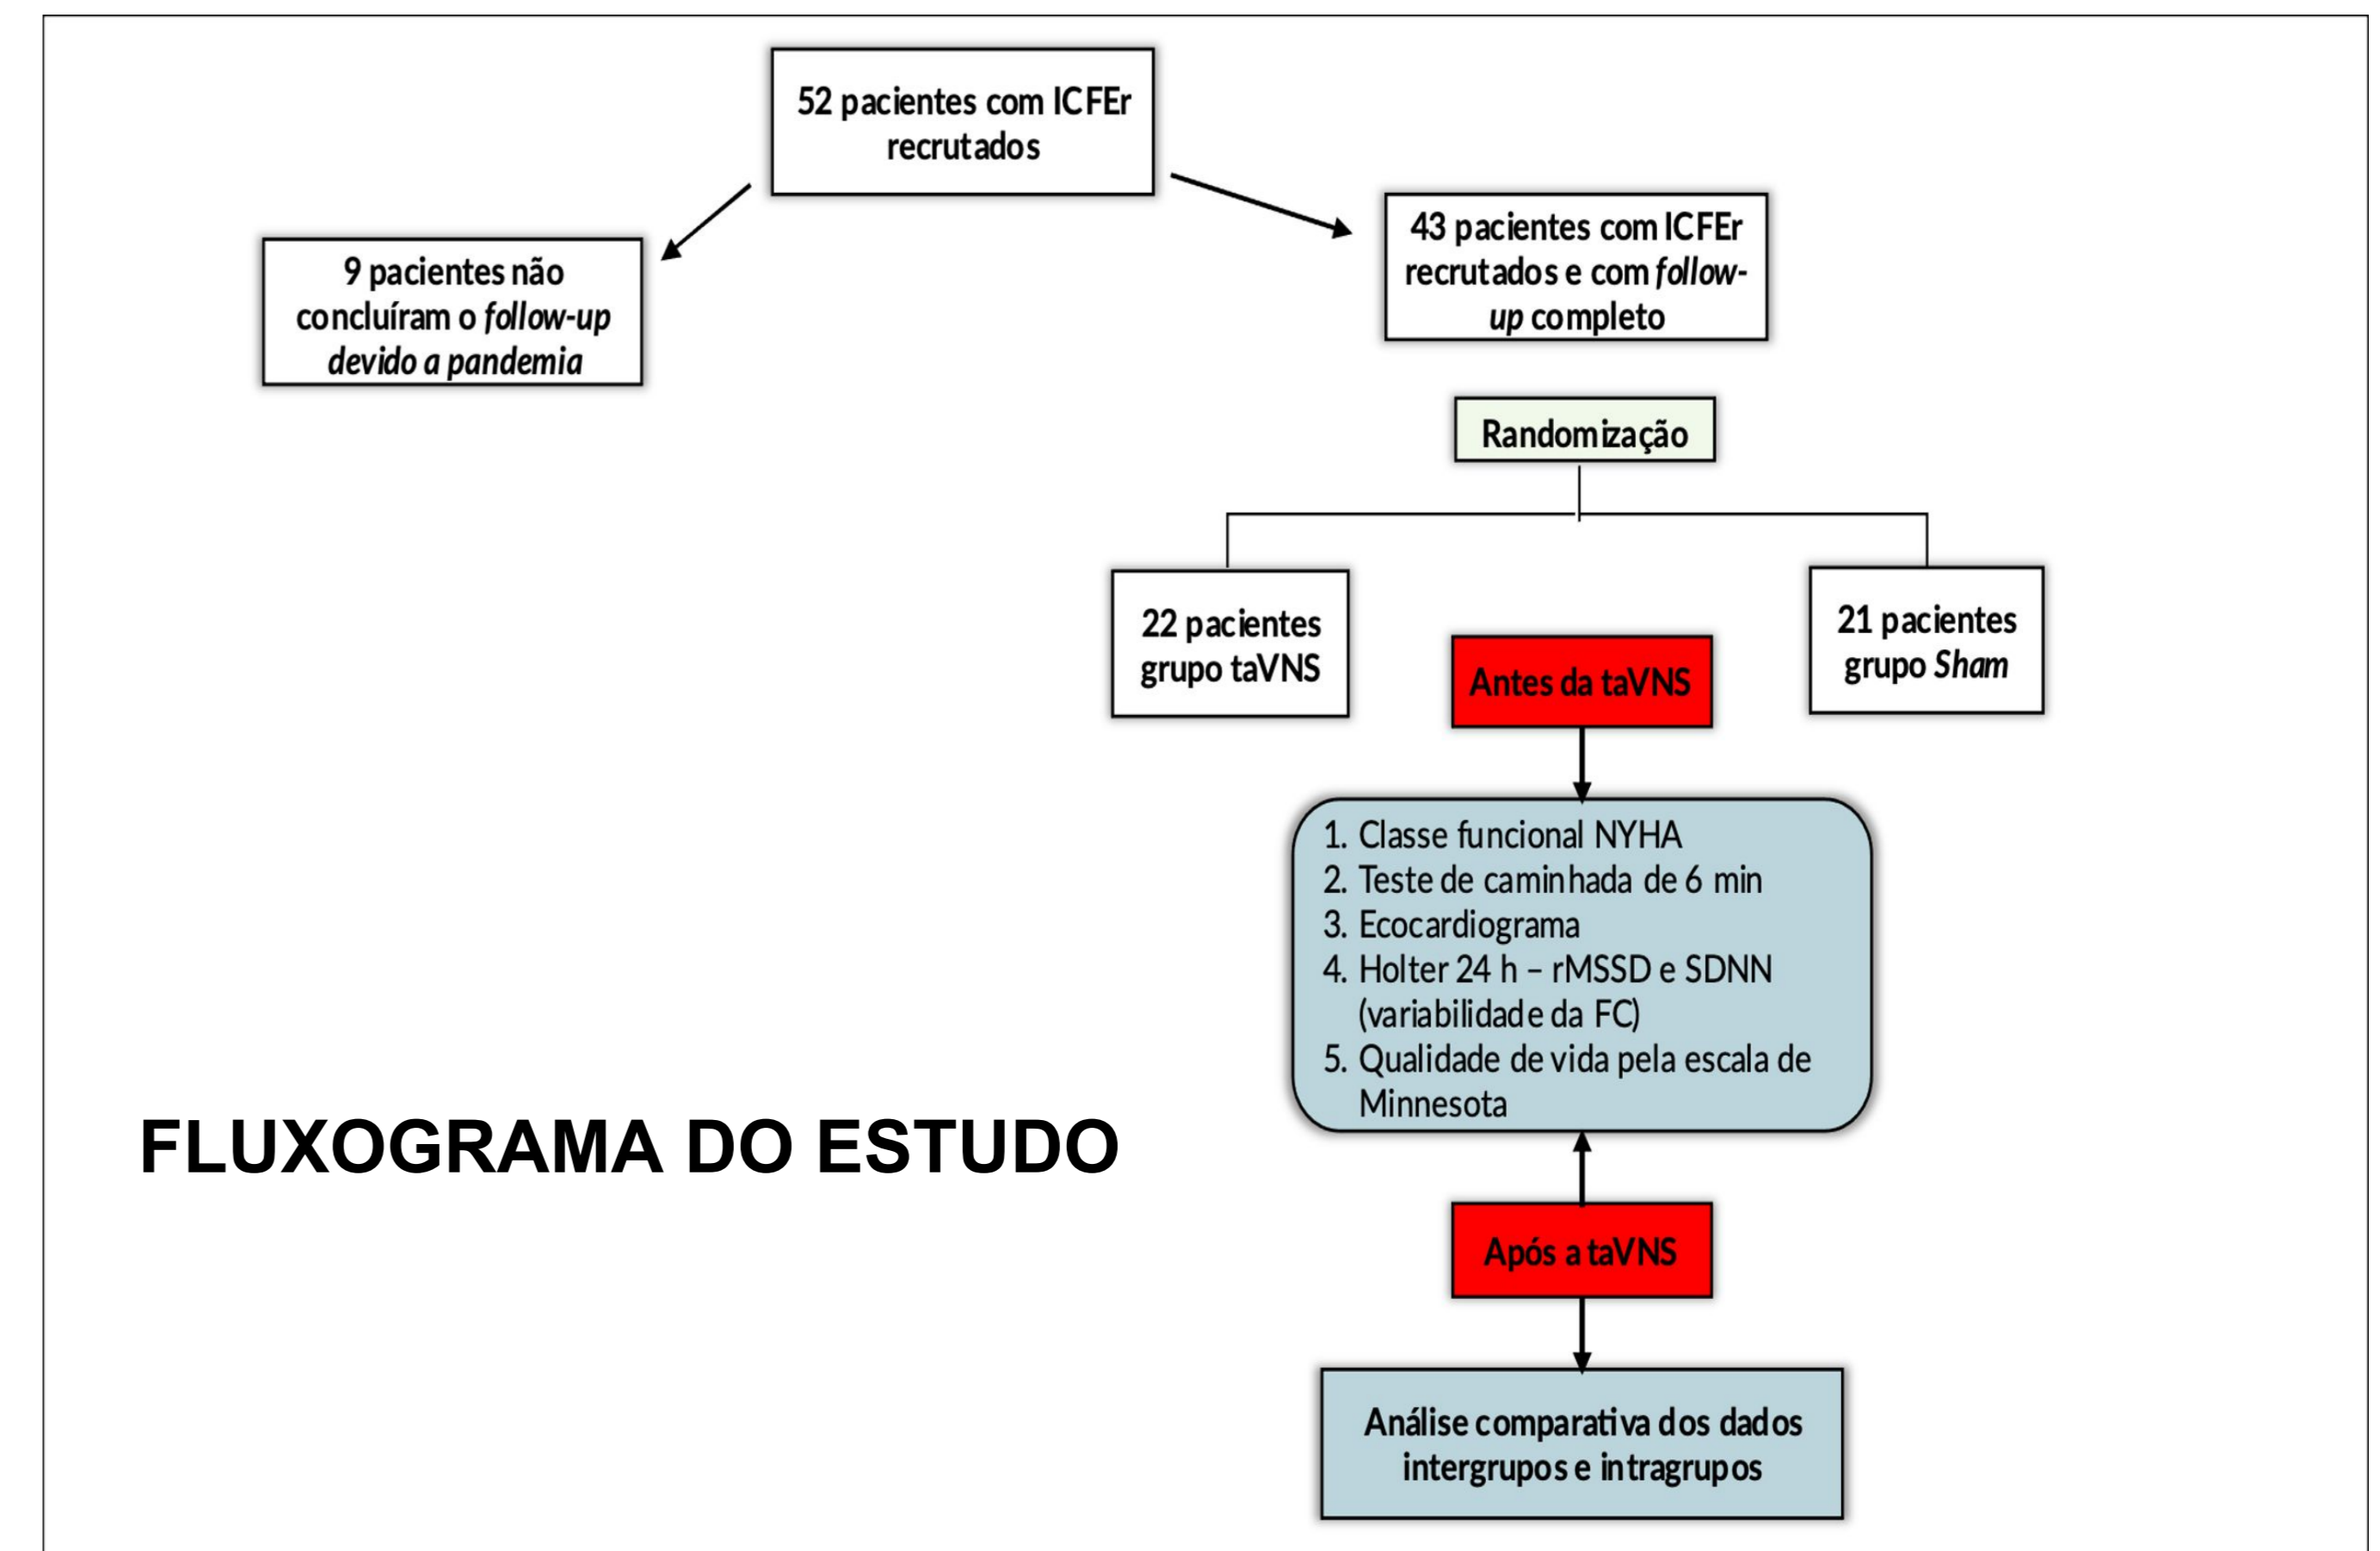 52 pacientes com ICFEr
recrutados
9 pacientes não
concluíram o follow-up
devido a pandemia
43 pacientes com ICFEr
recrutados e com follow-
up completo
Randomização
22 pacientes
grupo taVNS
21 pacientes
grupo Sham
Antes da taVNS
1. Classe funcional NYHA
2. Teste de caminhada de 6 min
3. Ecocardiograma
4. Holter 24 h – rMSSD e SDNN
(variabilidade da FC)
5. Qualidade de vida pela escala de
Minnesota
FLUXOGRAMA DO ESTUDO
Após a taVNS
Análise comparativa dos dados
intergrupos e intragrupos